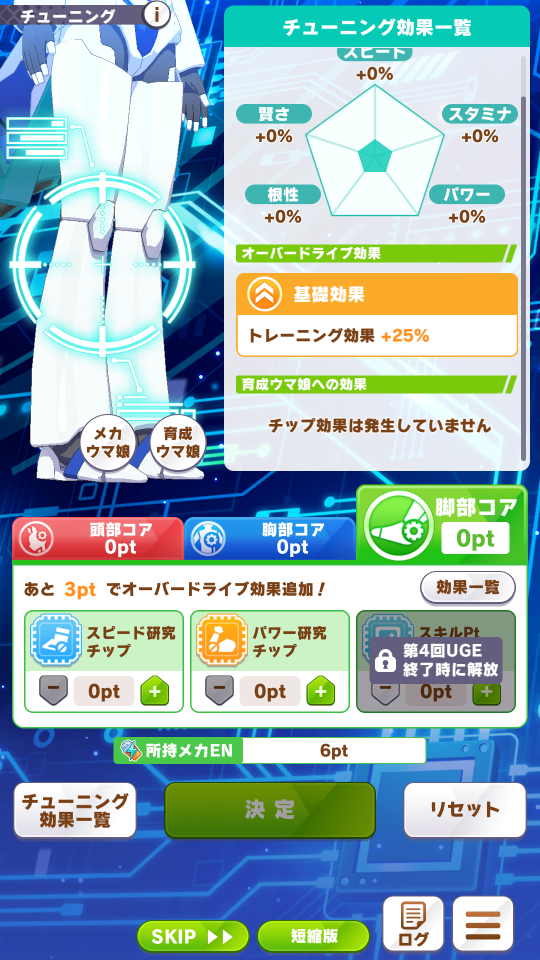 チューニング
i
チューニング効果一覧
スピード
+0%
賢さ
+0%
スタミナ
+0%
根性
+0%
パワー
+0%
オーバードライブ効果
基礎効果
トレーニング効果 +25%
育成ウマ娘への効果
チップ効果は発生していません
メカ
ウマ娘
育成
ウマ娘
頭部コア
0pt
胸部コア
0pt
脚部コア
0pt
あと 3pt でオーバードライブ効果追加！
効果一覧
スピード研究
チップ
0pt
パワー研究
チップ
0pt
スキルPt
第4回UGE
終了時に解放
0pt
所持メカEN
6pt
チューニング
効果一覧
決定
リセット
SKIP
短縮版
ログ